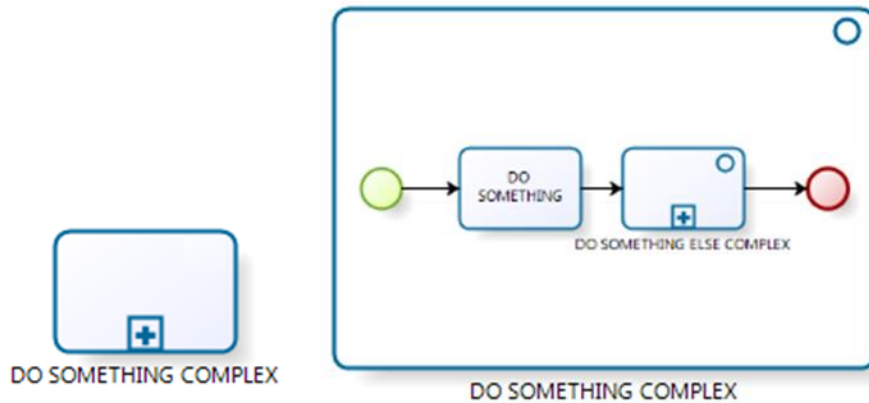 DO
SOMETHING
DO SOMETHING ELSE COMPLEX
DO SOMETHING COMPLEX
DO SOMETHING COMPLEX